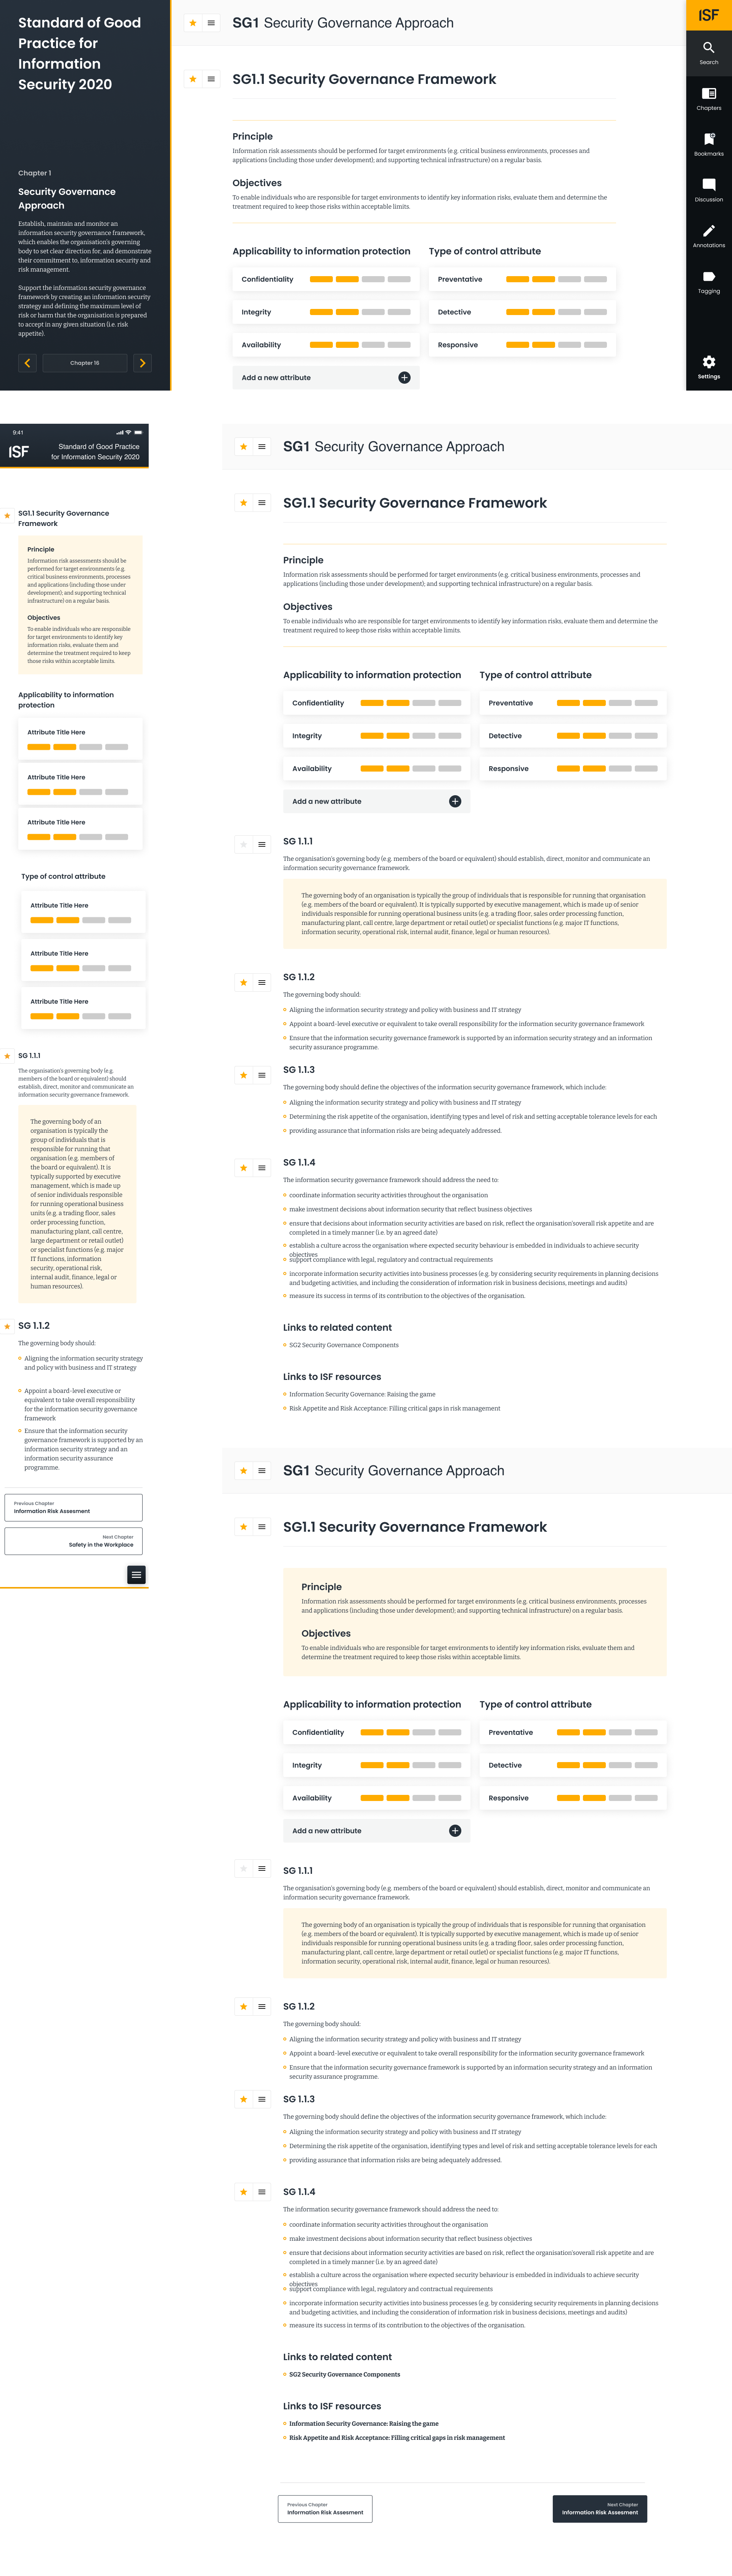 Standard of Good
Practice for
Information
Security 2020
Chapter 1
Security Governance
Approach
Establish, maintain and monitor an
information security governance framework,
which enables the organisation's governing
body to set clear direction for, and demonstrate
their commitment to, information security and
risk management.
Support the information security governance
framework by creating an information security
strategy and defining the maximum level of
risk or harm that the organisation is prepared
to accept in any given situation (i.e. risk
appetite).
Chapter 16
SG1 Security Governance Approach
SG1.1 Security Governance Framework
Principle
Information risk assessments should be performed for target environments (e.g. critical business environments, processes and
applications (including those under development); and supporting technical infrastructure) on a regular basis.
Objectives
To enable individuals who are responsible for target environments to identify key information risks, evaluate them and determine the
treatment required to keep those risks within acceptable limits.
Applicability to information protection
Type of control attribute
Confidentiality
Preventative
Integrity
Detective
Availability
Responsive
Add a new attribute
ISF
Search
Chapters
Bookmarks
Discussion
Annotations
Tagging
Settings
9:41
ISF
Standard of Good Practice
for Information Security 2020
SG1.1 Security Governance
Framework
Principle
Information risk assessments should be
performed for target environments (e.g.
critical business environments, processes
and applications (including those under
development); and supporting technical
infrastructure) on a regular basis.
Objectives
To enable individuals who are responsible
for target environments to identify key
information risks, evaluate them and
determine the treatment required to keep
those risks within acceptable limits.
Applicability to information
protection
Attribute Title Here
Attribute Title Here
Attribute Title Here
Type of control attribute
Attribute Title Here
Attribute Title Here
Attribute Title Here
SG 1.1.1
The organisation's governing body (e.g.
members of the board or equivalent) should
establish, direct, monitor and communicate an
information security governance framework.
The governing body of an
organisation is typically the
group of individuals that is
responsible for running that
organisation (e.g. members of
the board or equivalent). It is
typically supported by executive
management, which is made up
of senior individuals responsible
for running operational business
units (e.g. a trading floor, sales
order processing function,
manufacturing plant, call centre,
large department or retail outlet)
or specialist functions (e.g. major
IT functions, information
security, operational risk,
internal audit, finance, legal or
human resources).
SG 1.1.2
The governing body should:
Aligning the information security strategy
and policy with business and IT strategy
Appoint a board-level executive or
equivalent to take overall responsibility
for the information security governance
framework
Ensure that the information security
governance framework is supported by an
information security strategy and an
information security assurance
programme.
Previous Chapter
Information Risk Assesment
Next Chapter
Safety in the Workplace
SG1 Security Governance Approach
SG1.1 Security Governance Framework
Principle
Information risk assessments should be performed for target environments (e.g. critical business environments, processes and
applications (including those under development); and supporting technical infrastructure) on a regular basis.
Objectives
To enable individuals who are responsible for target environments to identify key information risks, evaluate them and determine the
treatment required to keep those risks within acceptable limits.
Applicability to information protection
Type of control attribute
Confidentiality
Preventative
Integrity
Detective
Availability
Responsive
Add a new attribute
SG 1.1.1
The organisation's governing body (e.g. members of the board or equivalent) should establish, direct, monitor and communicate an
information security governance framework.
The governing body of an organisation is typically the group of individuals that is responsible for running that organisation
(e.g. members of the board or equivalent). It is typically supported by executive management, which is made up of senior
individuals responsible for running operational business units (e.g. a trading floor, sales order processing function,
manufacturing plant, call centre, large department or retail outlet) or specialist functions (e.g. major IT functions,
information security, operational risk, internal audit, finance, legal or human resources).
SG 1.1.2
The governing body should:
Aligning the information security strategy and policy with business and IT strategy
Appoint a board-level executive or equivalent to take overall responsibility for the information security governance framework
Ensure that the information security governance framework is supported by an information security strategy and an information
security assurance programme.
SG 1.1.3
The governing body should define the objectives of the information security governance framework, which include:
Aligning the information security strategy and policy with business and IT strategy
Determining the risk appetite of the organisation, identifying types and level of risk and setting acceptable tolerance levels for each
providing assurance that information risks are being adequately addressed.
SG 1.1.4
The information security governance framework should address the need to:
coordinate information security activities throughout the organisation
make investment decisions about information security that reflect business objectives
ensure that decisions about information security activities are based on risk, reflect the organisation'soverall risk appetite and are
completed in a timely manner (i.e. by an agreed date)
establish a culture across the organisation where expected security behaviour is embedded in individuals to achieve security
objectives
support compliance with legal, regulatory and contractual requirements
incorporate information security activities into business processes (e.g. by considering security requirements in planning decisions
and budgeting activities, and including the consideration of information risk in business decisions, meetings and audits)
measure its success in terms of its contribution to the objectives of the organisation.
Links to related content
SG2 Security Governance Components
Links to ISF resources
Information Security Governance: Raising the game
Risk Appetite and Risk Acceptance: Filling critical gaps in risk management
SG1 Security Governance Approach
SG1.1 Security Governance Framework
Principle
Information risk assessments should be performed for target environments (e.g. critical business environments, processes
and applications (including those under development); and supporting technical infrastructure) on a regular basis.
Objectives
To enable individuals who are responsible for target environments to identify key information risks, evaluate them and
determine the treatment required to keep those risks within acceptable limits.
Applicability to information protection
Type of control attribute
Confidentiality
Preventative
Integrity
Detective
Availability
Responsive
Add a new attribute
SG 1.1.1
The organisation's governing body (e.g. members of the board or equivalent) should establish, direct, monitor and communicate an
information security governance framework.
The governing body of an organisation is typically the group of individuals that is responsible for running that organisation
(e.g. members of the board or equivalent). It is typically supported by executive management, which is made up of senior
individuals responsible for running operational business units (e.g. a trading floor, sales order processing function,
manufacturing plant, call centre, large department or retail outlet) or specialist functions (e.g. major IT functions,
information security, operational risk, internal audit, finance, legal or human resources).
SG 1.1.2
The governing body should:
Aligning the information security strategy and policy with business and IT strategy
Appoint a board-level executive or equivalent to take overall responsibility for the information security governance framework
Ensure that the information security governance framework is supported by an information security strategy and an information
security assurance programme.
SG 1.1.3
The governing body should define the objectives of the information security governance framework, which include:
Aligning the information security strategy and policy with business and IT strategy
Determining the risk appetite of the organisation, identifying types and level of risk and setting acceptable tolerance levels for each
providing assurance that information risks are being adequately addressed.
SG 1.1.4
The information security governance framework should address the need to:
coordinate information security activities throughout the organisation
make investment decisions about information security that reflect business objectives
ensure that decisions about information security activities are based on risk, reflect the organisation'soverall risk appetite and are
completed in a timely manner (i.e. by an agreed date)
establish a culture across the organisation where expected security behaviour is embedded in individuals to achieve security
objectives
support compliance with legal, regulatory and contractual requirements
incorporate information security activities into business processes (e.g. by considering security requirements in planning decisions
and budgeting activities, and including the consideration of information risk in business decisions, meetings and audits)
measure its success in terms of its contribution to the objectives of the organisation.
Links to related content
SG2 Security Governance Components
Links to ISF resources
Information Security Governance: Raising the game
Risk Appetite and Risk Acceptance: Filling critical gaps in risk management
Previous Chapter
Information Risk Assesment
Next Chapter
Information Risk Assesment